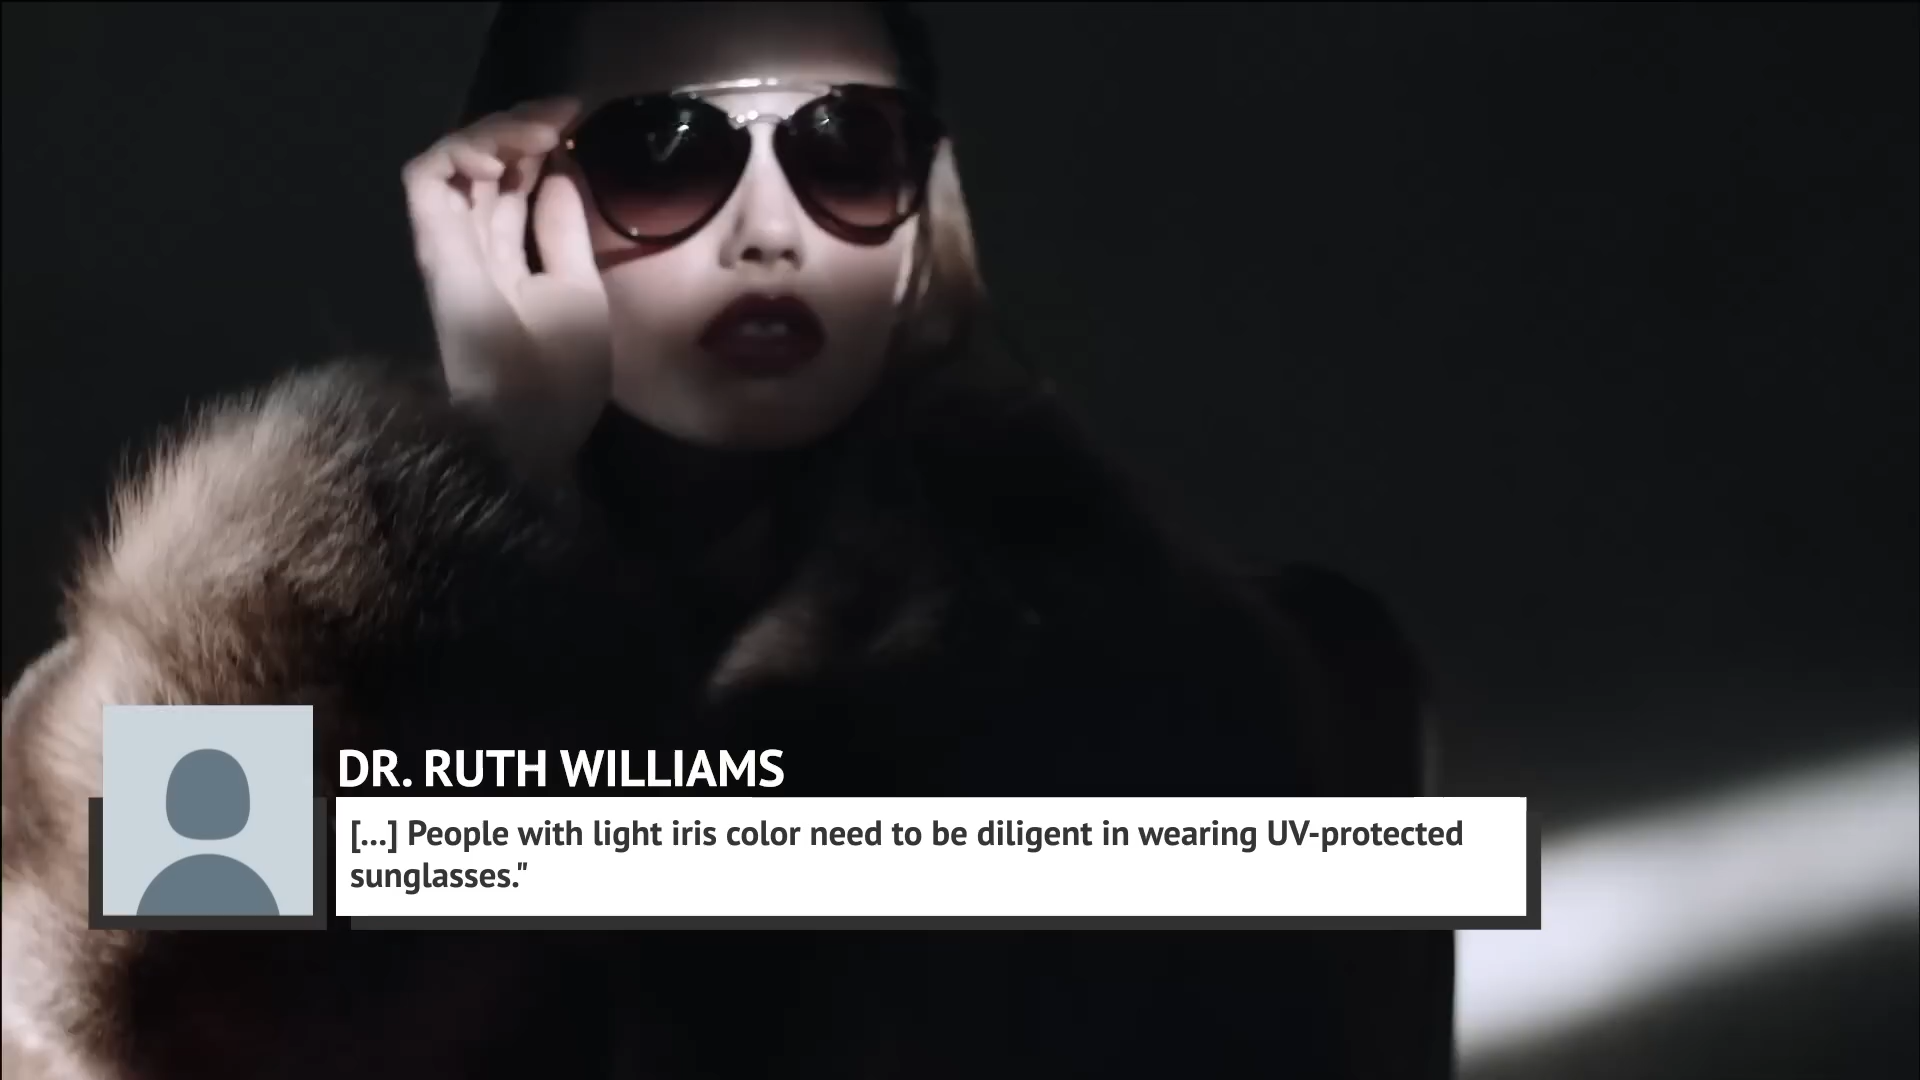 DR. RUTH WILLIAMS
[...] People with light iris color need to be diligent in wearing UV-protected
sunglasses."